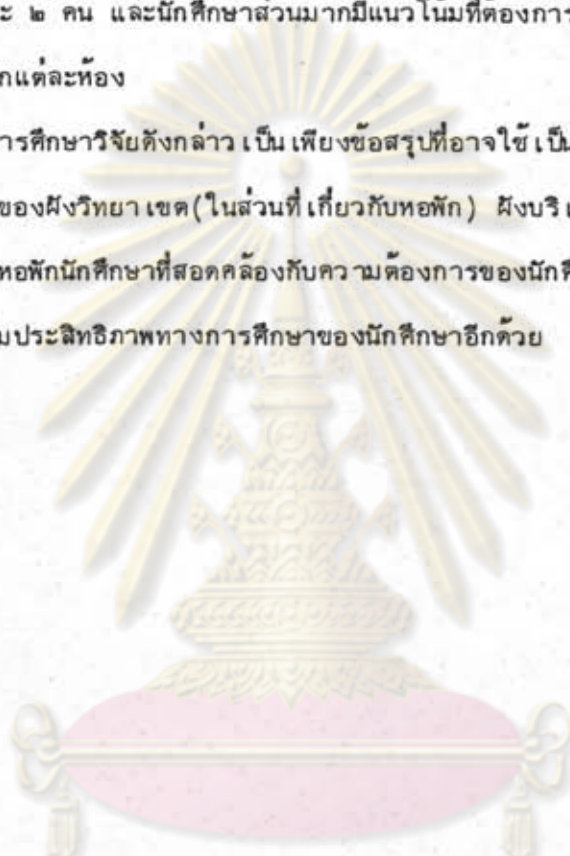 ะ ๒ คน และนักศึกษาส่วนมากมีแนวโน้มที่ต้องการ
กแต่ละห้อง
ารศึกษาวิจัยดังกล่าว เป็นเพียงข้อสรุปที่อาจใช้เป็น
ของผังวิทยาเขต(ในส่วนที่เกี่ยวกับหอพัก) ผังบริเ
หอพักนักศึกษาที่สอดคล้องกับความต้องการของนักศึ
มประสิทธิภาพทางการศึกษาของนักศึกษาอีกด้วย